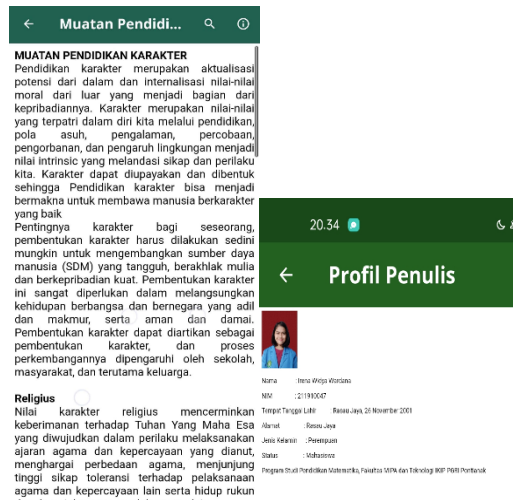 Muatan Pendidi...
MUATAN PENDIDIKAN KARAKTER
Pendidikan karakter merupakan aktualisasi
potensi dari dalam dan internalisasi nilai-nilai
moral dari luar yang menjadi bagian dari
kepribadiannya. Karakter merupakan nilai-nilai
yang terpatri dalam diri kita melalui pendidikan,
pola asuh, pengalaman, percobaan,
pengorbanan, dan pengaruh lingkungan menjadi
nilai intrinsic yang melandasi sikap dan perilaku
kita. Karakter dapat diupayakan dan dibentuk
sehingga Pendidikan karakter bisa menjadi
bermakna untuk membawa manusia berkarakter
yang baik
Pentingnya karakter bagi seseorang,
pembentukan karakter harus dilakukan sedini
mungkin untuk mengembangkan sumber daya
manusia (SDM) yang tangguh, berakhlak mulia
dan berkepribadian kuat. Pembentukan karakter
ini sangat diperlukan dalam melangsungkan
kehidupan berbangsa dan bernegara yang adil
dan makmur, serta aman dan damai.
Pembentukan karakter dapat diartikan sebagai
pembentukan karakter, dan proses
perkembangannya dipengaruhi oleh sekolah,
masyarakat, dan terutama keluarga.
Religius
Nilai karakter religius mencerminkan
keberimanan terhadap Tuhan Yang Maha Esa
yang diwujudkan dalam perilaku melaksanakan
ajaran agama dan kepercayaan yang dianut,
menghargai perbedaan agama, menjunjung
tinggi sikap toleransi terhadap pelaksanaan
agama dan kepercayaan lain serta hidup rukun
20.34
Profil Penulis
Nama : Irena Widya Wardana
NIM : 211910047
Tempat Tanggal Lahir : Rasau Jaya, 26 November 2001
Alamat : Rasau Jaya
Jenis Kelamin : Perempuan
Status : Mahasiswa
Program Studi Pendidikan Matematika, Fakultas MIPA dan Teknologi IKIP PGRI Pontianak